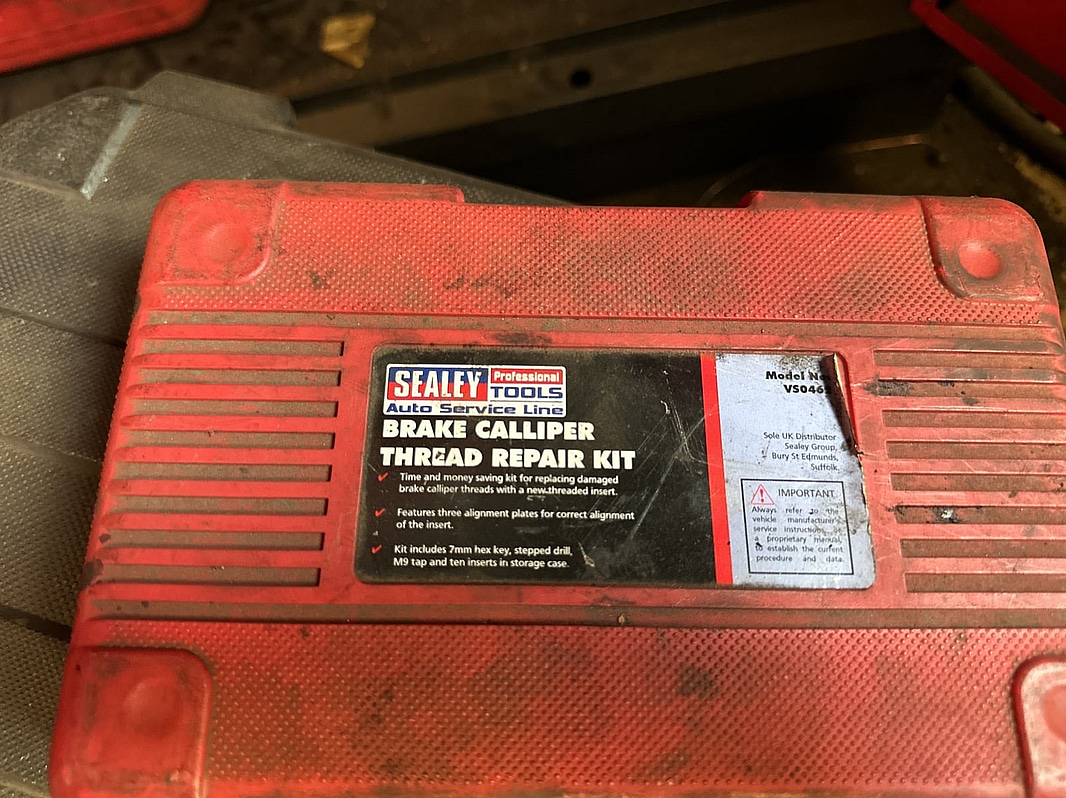 SEALEY Professional TOOLS
Auto Service Line
BRAKE CALLIPER
THREAD REPAIR KIT
✓ Time and money saving kit for replacing damaged
brake calliper threads with a new threaded insert.
✓ Features three alignment plates for correct alignment
of the insert.
✓ Kit includes 7mm hex key, stepped drill,
M9 tap and ten inserts in storage case.
Model No
VS046
Sole UK Distributor
Sealey Group,
Bury St Edmunds,
Suffolk.
IMPORTANT
Always refer to the
vehicle manufacturer's
service instructions, or
a proprietary manual,
to establish the current
procedure and data.